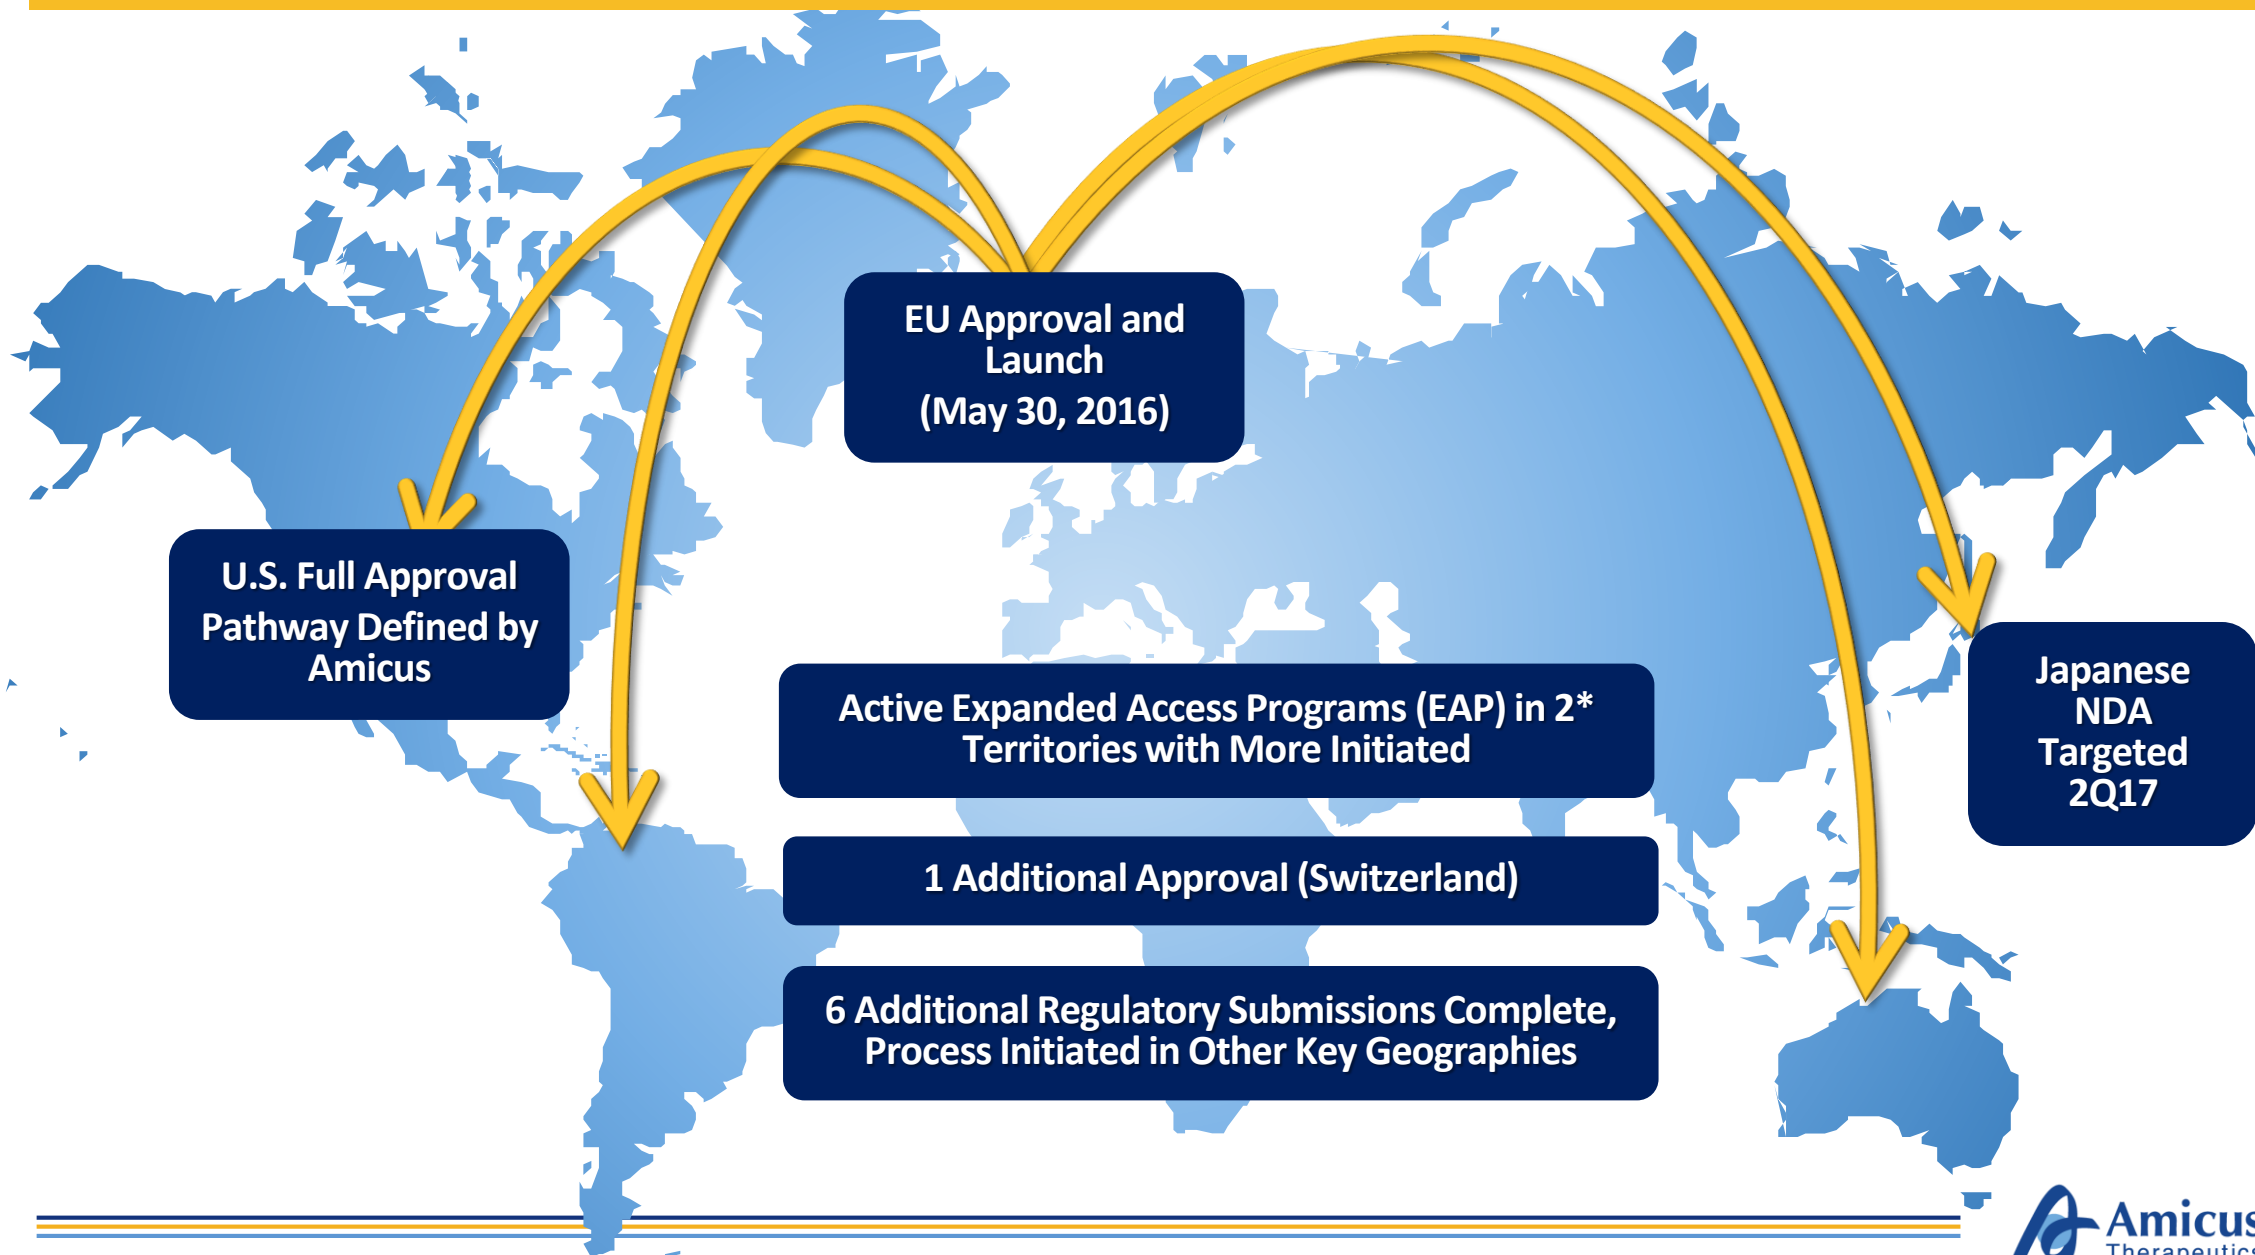 EU Approval and
Launch
(May 30, 2016)
U.S. Full Approval
Pathway Defined by
Amicus
Active Expanded Access Programs (EAP) in 2*
Territories with More Initiated
Japanese
NDA
Targeted
2Q17
1 Additional Approval (Switzerland)
6 Additional Regulatory Submissions Complete,
Process Initiated in Other Key Geographies
Amicus
Therapeutics